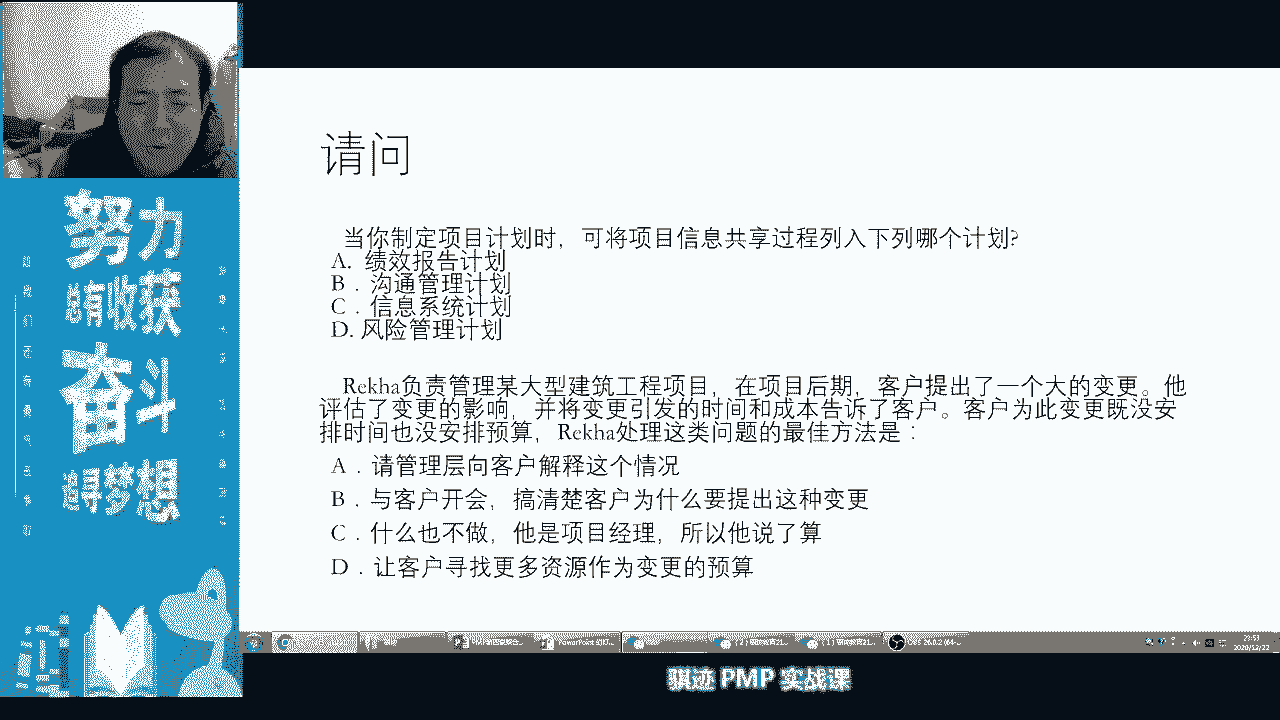 请问
当你制定项目计划时，可将项目信息共享过程列入下列哪个计划?
A. 绩效报告计划
B．沟通管理计划
C．信息系统计划
D. 风险管理计划
Rekha负责管理某大型建筑工程项目，在项目后期，客户提出了一个大的变更。他
评估了变更的影响，并将变更引发的时间和成本告诉了客户。客户为此变更既没安
排时间也没安排预算，Rekha处理这类问题的最佳方法是：
A．请管理层向客户解释这个情况
B．与客户开会，搞清楚客户为什么要提出这种变更
C．什么也不做，他是项目经理，所以他说了算
D．让客户寻找更多资源作为变更的预算
努力
总有收获
奋斗
追寻梦想
2020/12/22
骐迹 PMP 实战课